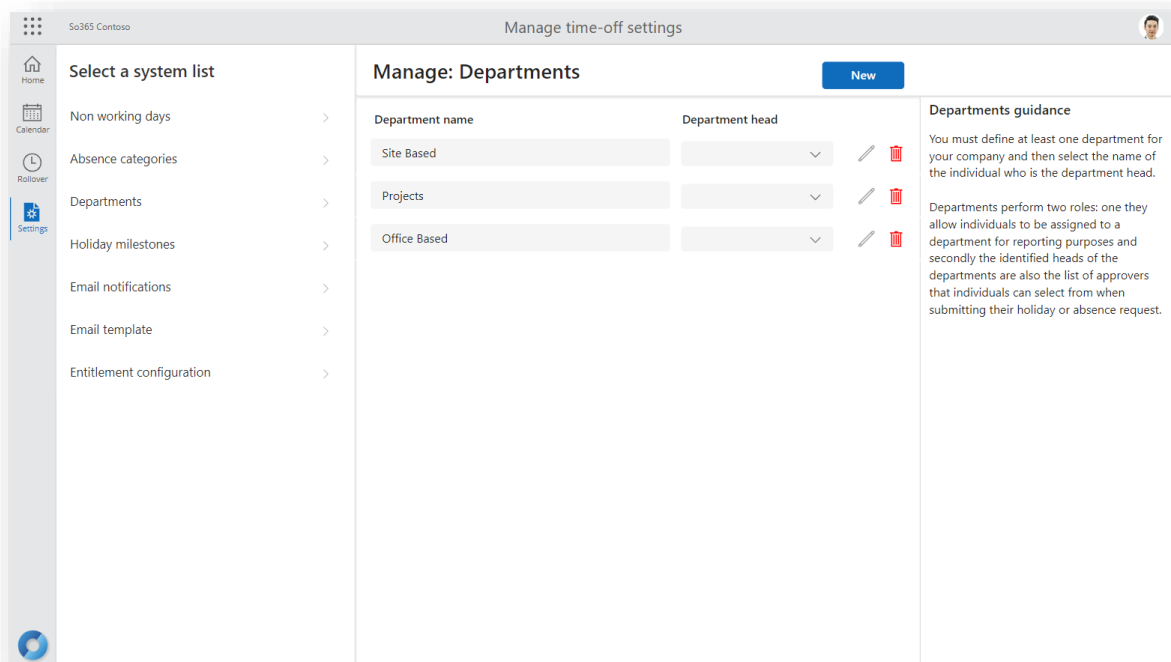 So365 Contoso
Manage time-off settings
Home
Calendar
Rollover
Settings
Select a system list
Non working days
Absence categories
Departments
Holiday milestones
Email notifications
Email template
Entitlement configuration
Manage: Departments
New
Department name
Department head
Site Based
Projects
Office Based
Departments guidance
You must define at least one department for
your company and then select the name of
the individual who is the department head.
Departments perform two roles: one they
allow individuals to be assigned to a
department for reporting purposes and
secondly the identified heads of the
departments are also the list of approvers
that individuals can select from when
submitting their holiday or absence request.